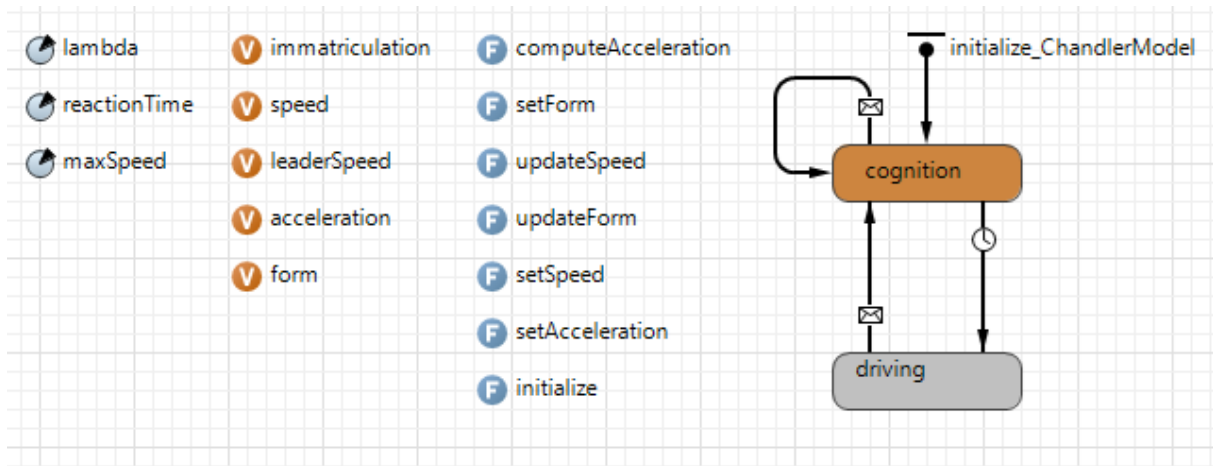 lambda
reactionTime
maxSpeed
V immatriculation
V speed
V leaderSpeed
V acceleration
V form
F computeAcceleration
F setForm
F updateSpeed
F updateForm
F setSpeed
F setAcceleration
F initialize
initialize_ChandlerModel
cognition
driving